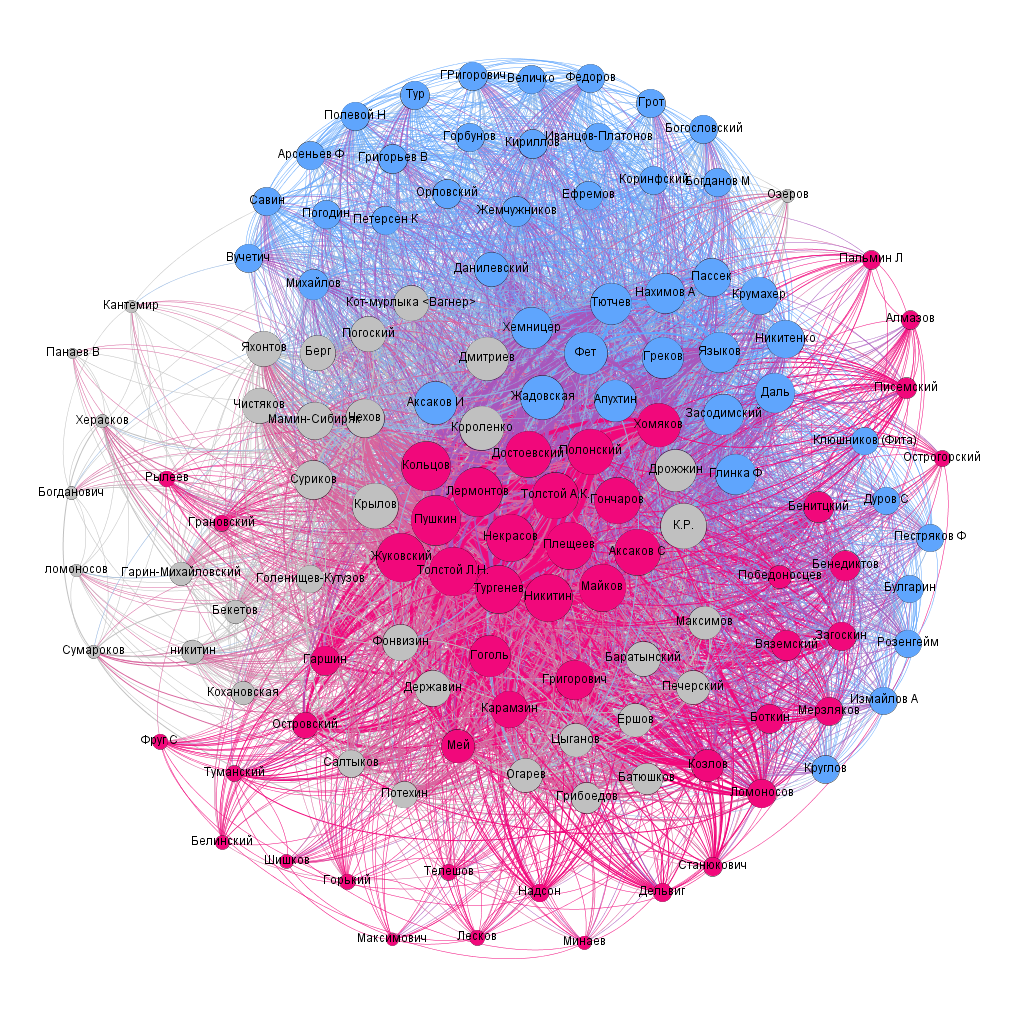 ГРигорович
Величко
Федоров
Тур
Грот
Полевой Н
Богословский
Горбунов
Кириллов
Иванцов-Платонов
Арсеньев Ф
Григорьев В
Орловский
Ефремов
Коринфский
Богданов М
Озеров
Савин
Погодин
Петерсен К
Жемчужников
Вучетич
Пальмин Л
Михайлов
Данилевский
Пассек
Кот-мурлыка <Вагнер>
Тютчев
Нахимов А
Крумахер
Кантемир
Алмазов
Погоский
Хемницер
Яхонтов
Берг
Дмитриев
Фет
Греков
Языков
Никитенко
Панаев В
Писемский
Чистяков
Мамин-Сибиряк
Чехов
Аксаков И
Жадовская
Апухтин
Даль
Херасков
Короленко
Хомяков
Засодимский
Клюшников (Фита)
Достоевский
Полонский
Острогорский
Рылеев
Суриков
Кольцов
Дрожжин
Глинка Ф
Богданович
Крылов
Лермонтов
Толстой А.К
Гончаров
Дуров С
Бенитцкий
Грановский
Пушкин
К.Р.
Пестряков Ф
Некрасов
Плещеев
Аксаков С
ломоносов
Гарин-Михайловский
Голенищев-Кутузов
Жуковский
Толстой Л.Н.
Тургенев
Майков
Победоносцев
Бенедиктов
Булгарин
Никитин
Бекетов
Максимов
Сумароков
никитин
Гаршин
Фонвизин
Гоголь
Баратынский
Вяземский
Загоскин
Розенгейм
Кохановская
Державин
Григорович
Печерский
Измайлов А
Островский
Карамзин
Ершов
Боткин
Мерзляков
Фруг С
Мей
Цыганов
Туманский
Салтыков
Огарев
Батюшков
Козлов
Круглов
Потехин
Грибоедов
Ломоносов
Белинский
Шишков
Горький
Телешов
Надсон
Дельвиг
Станюкович
Максимович
Лесков
Минаев